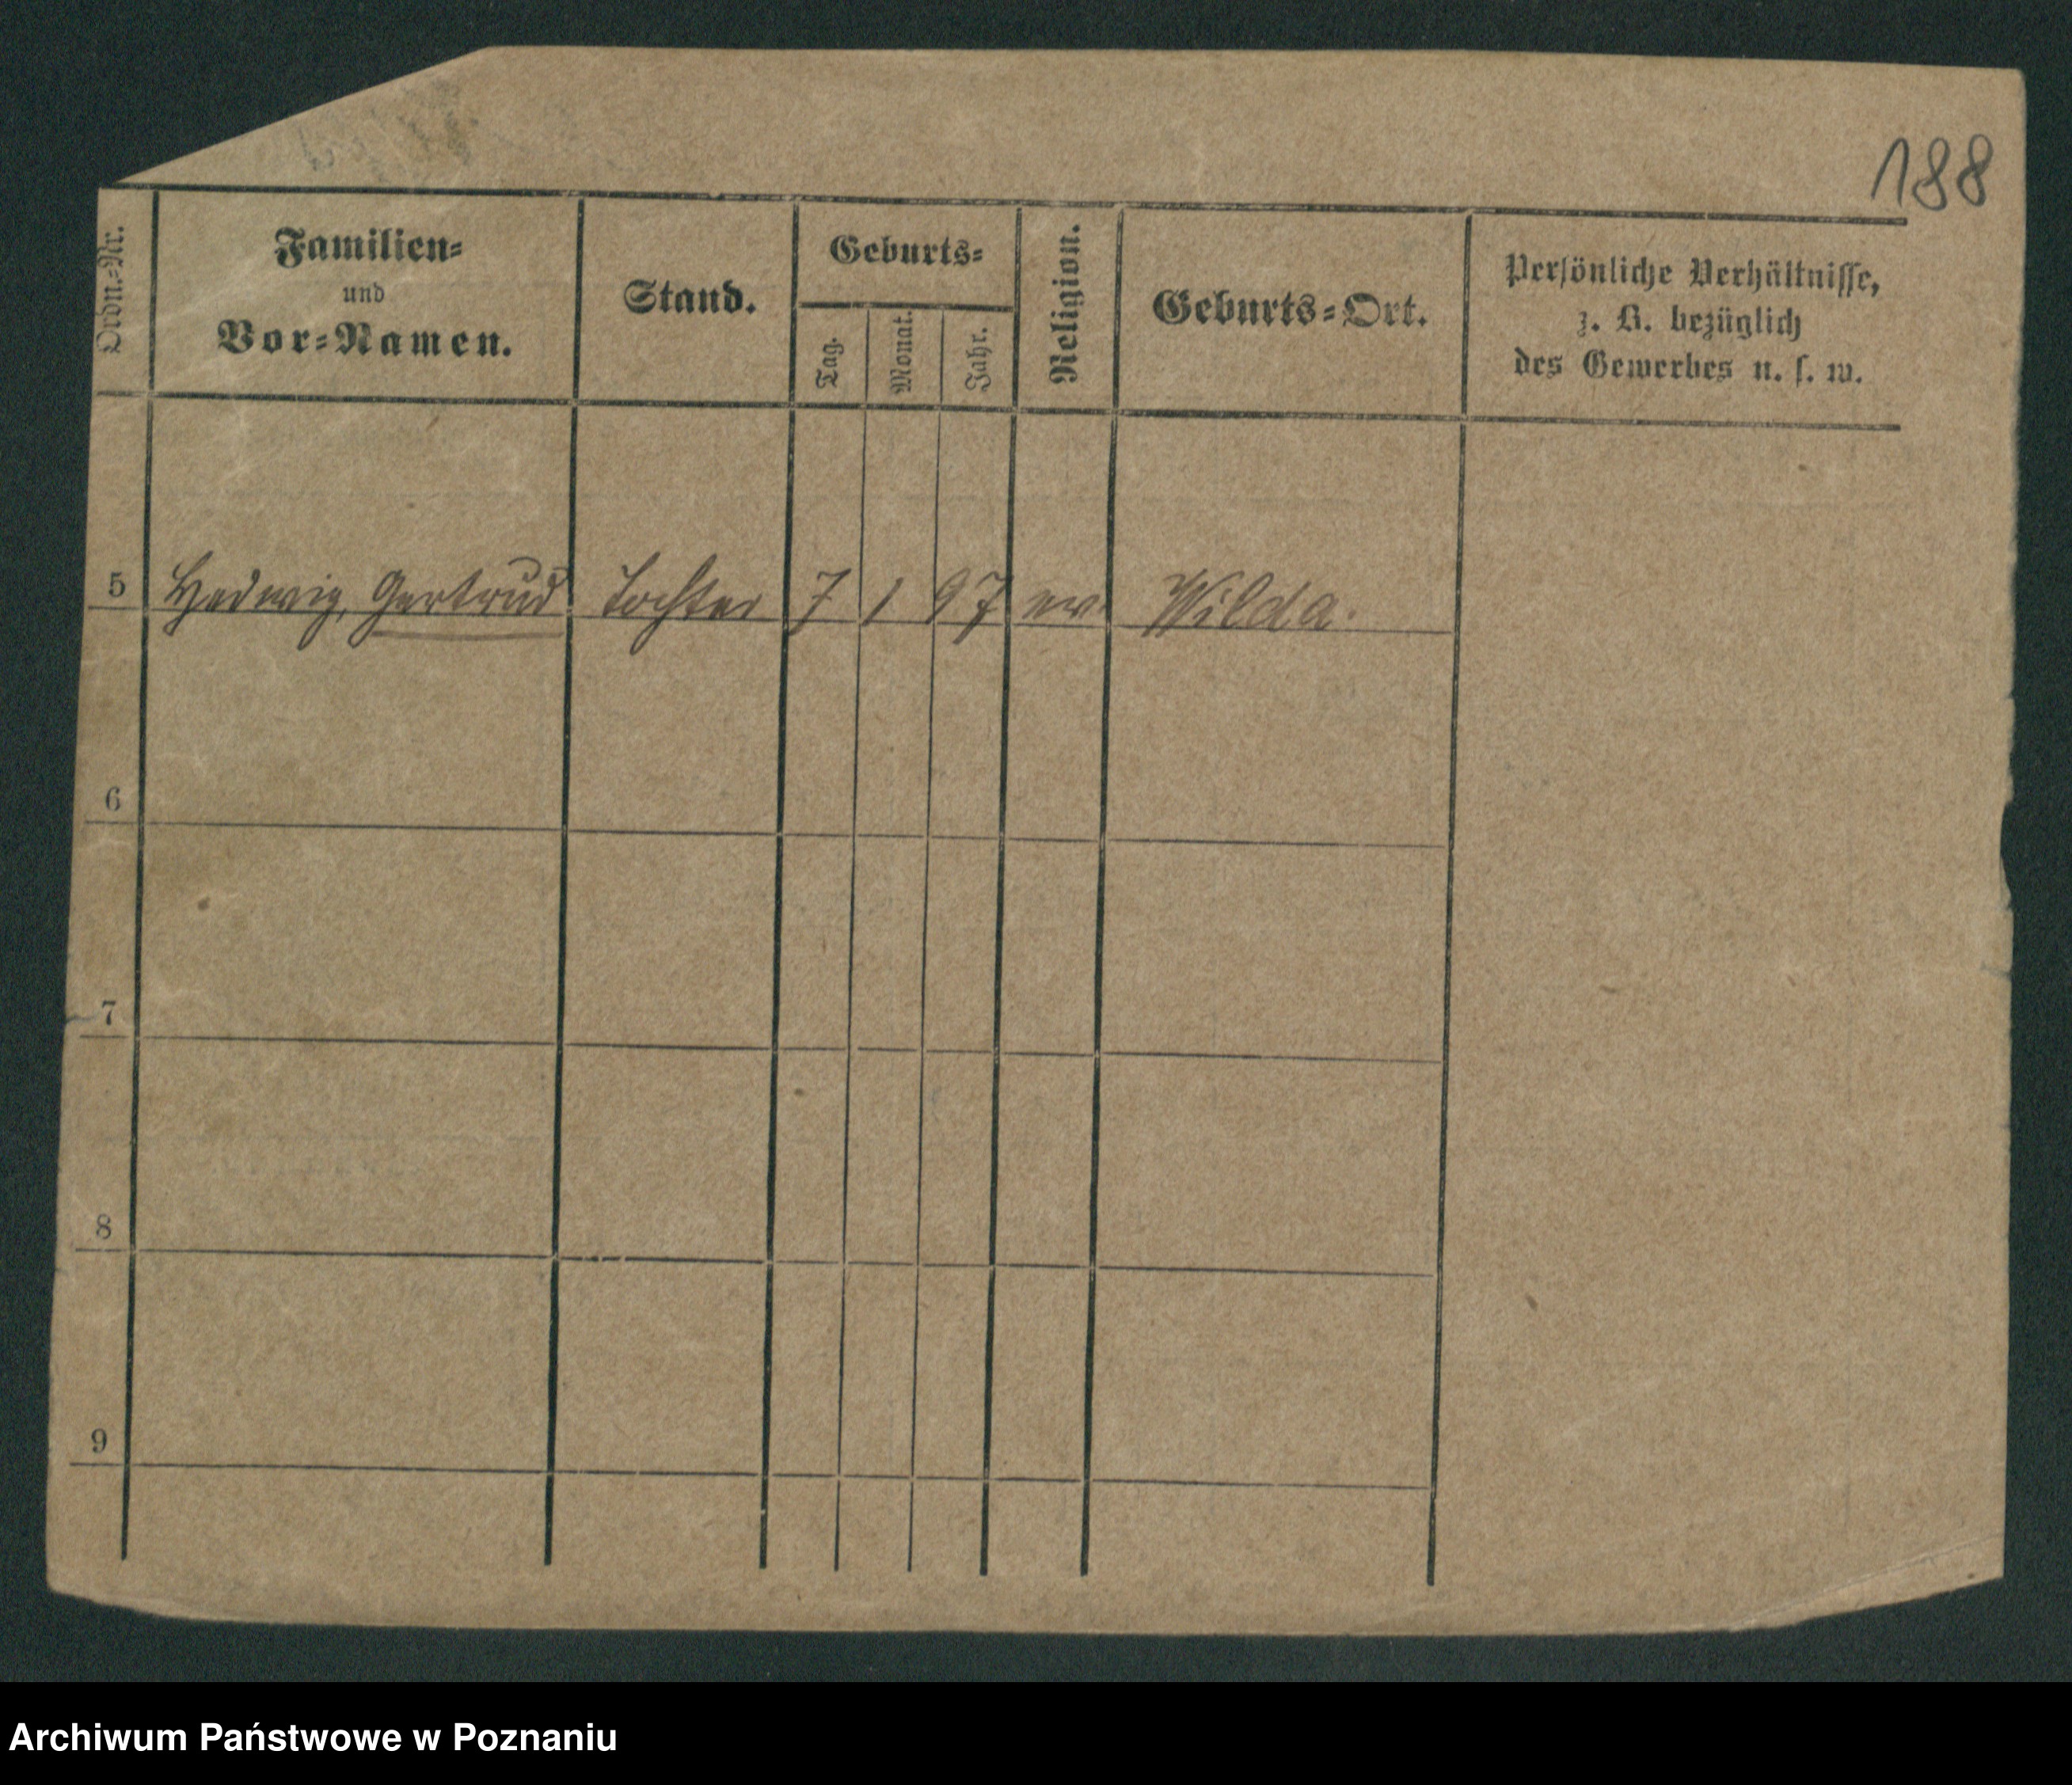 188
Ordn.-Nr.
Familien-
und
Vor-Namen.
Stand.
Geburts-
Tag.
Monat.
Jahr.
Religion.
Geburts-Ort.
Persönliche Verhältnisse,
z. B. bezüglich
des Gewerbes u. s. w.
5 Hedwig, Gertrud Tochter 7 1 97 ev. Wilda.
6
7
8
9
Archiwum Państwowe w Poznaniu